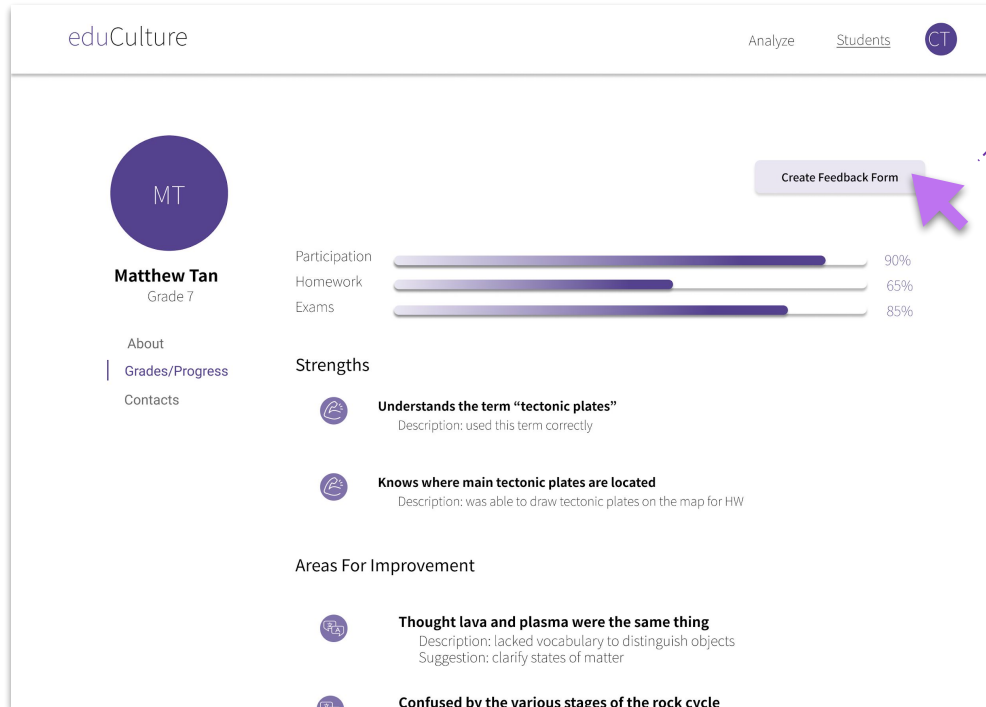 eduCulture
Analyze
Students
CT
MT
Create Feedback Form
Matthew Tan
Grade 7
About
Grades/Progress
Contacts
Participation
90%
Homework
65%
Exams
85%
Strengths
Understands the term “tectonic plates”
Description: used this term correctly
Knows where main tectonic plates are located
Description: was able to draw tectonic plates on the map for HW
Areas For Improvement
Thought lava and plasma were the same thing
Description: lacked vocabulary to distinguish objects
Suggestion: clarify states of matter
Confused by the various stages of the rock cycle